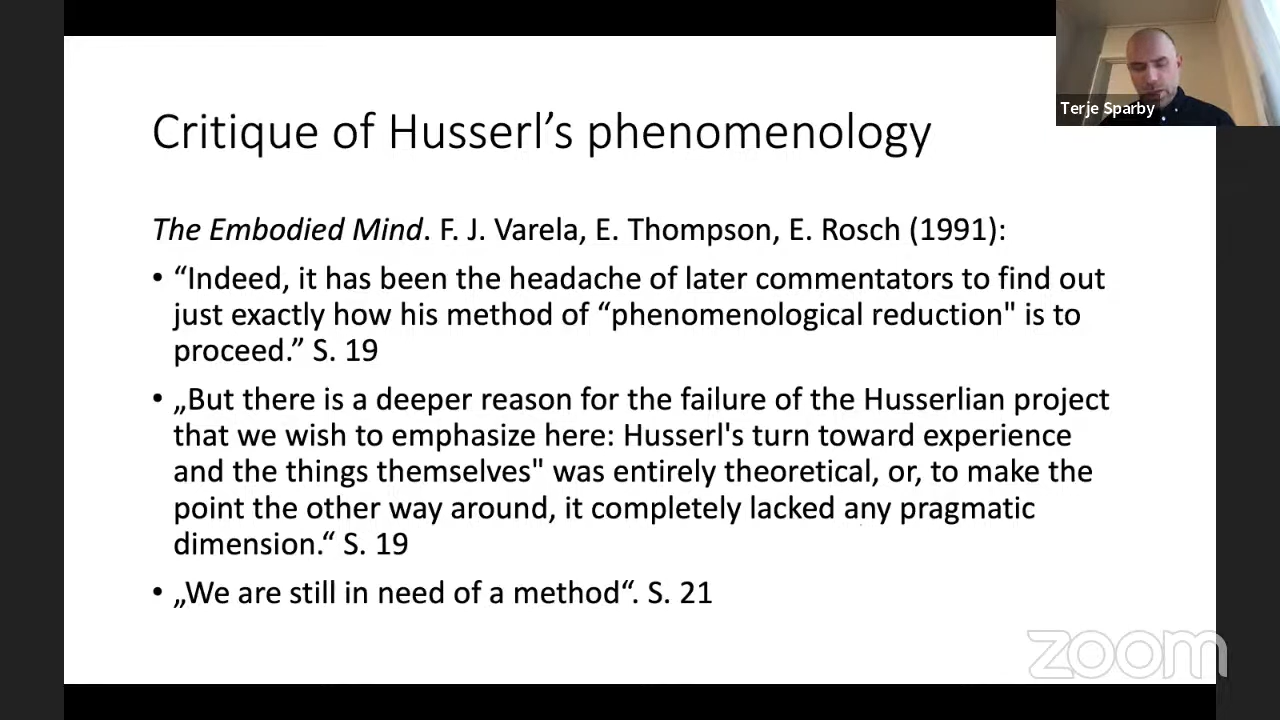 Terje Sparby
Critique of Husserl’s phenomenology
The Embodied Mind. F. J. Varela, E. Thompson, E. Rosch (1991):
• “Indeed, it has been the headache of later commentators to find out
just exactly how his method of “phenomenological reduction" is to
proceed.” S. 19
• „But there is a deeper reason for the failure of the Husserlian project
that we wish to emphasize here: Husserl's turn toward experience
and the things themselves" was entirely theoretical, or, to make the
point the other way around, it completely lacked any pragmatic
dimension.“ S. 19
• „We are still in need of a method“. S. 21
zoom